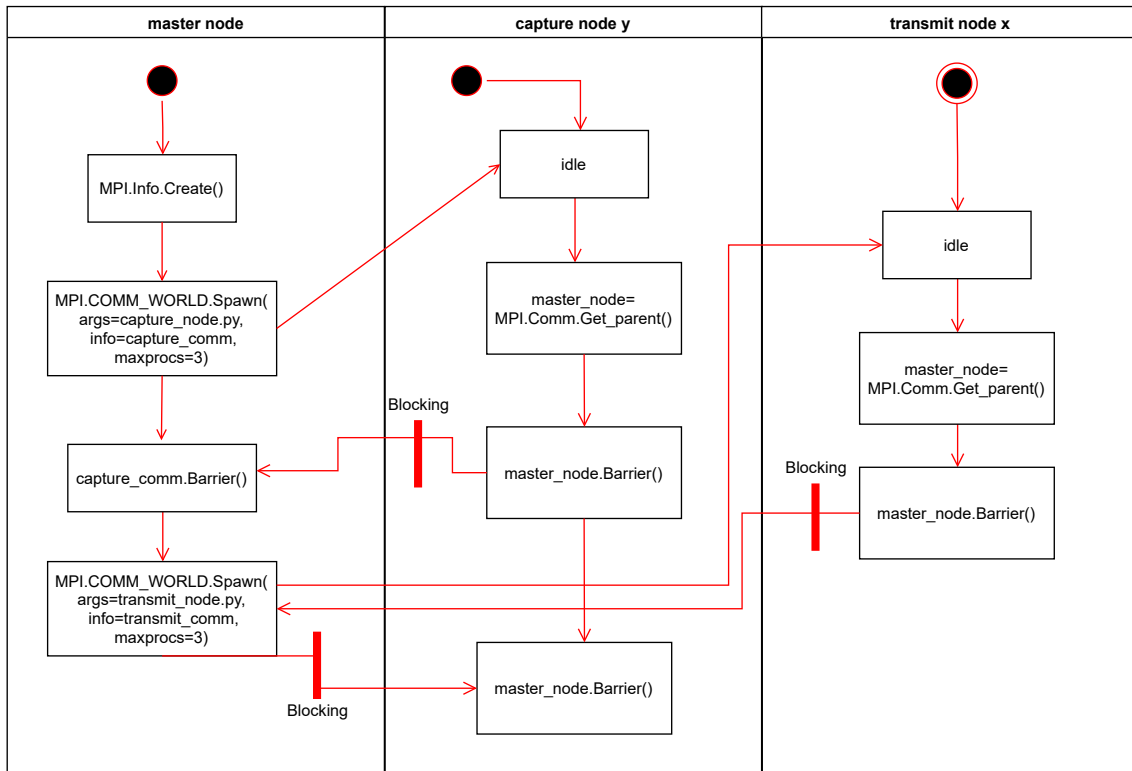 master node
capture node y
transmit node x
MPI.Info.Create()
idle
idle
MPI.COMM_WORLD.Spawn(
args=capture_node.py,
info=capture_comm,
maxprocs=3)
master_node=
MPI.Comm.Get_parent()
master_node=
MPI.Comm.Get_parent()
Blocking
capture_comm.Barrier()
master_node.Barrier()
Blocking
master_node.Barrier()
MPI.COMM_WORLD.Spawn(
args=transmit_node.py,
info=transmit_comm,
maxprocs=3)
master_node.Barrier()
Blocking